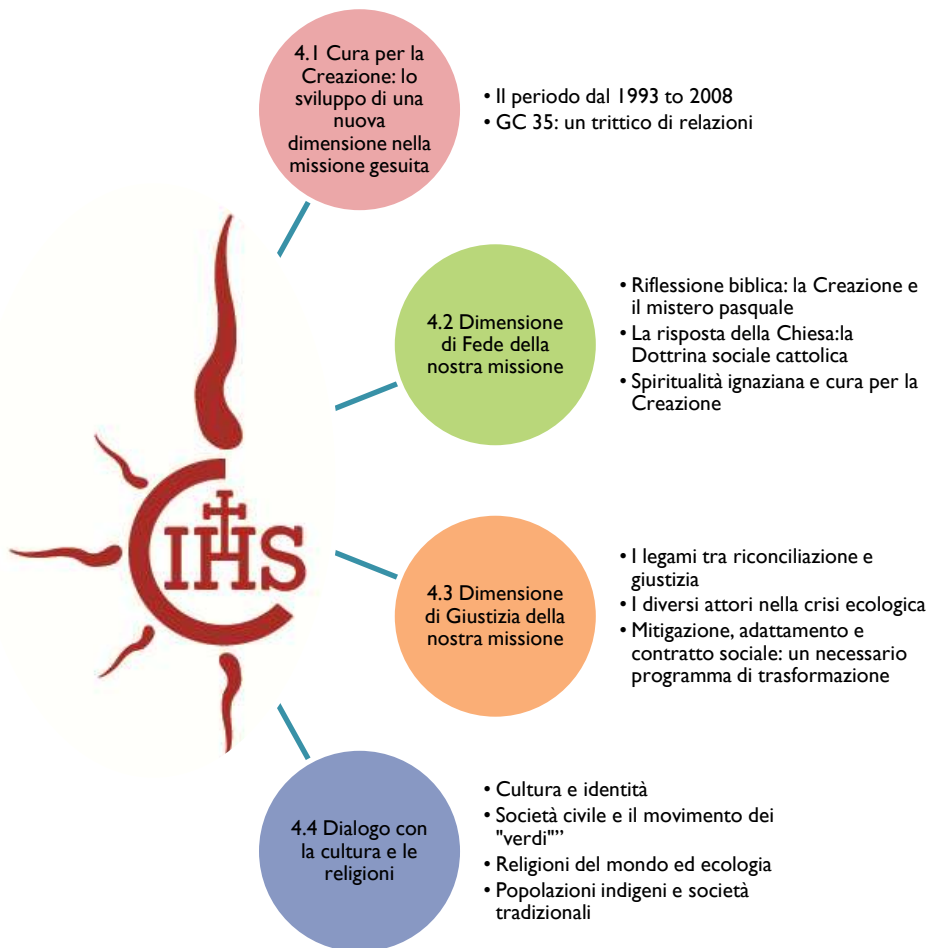 4.1 Cura per la
Creazione: lo
sviluppo di una
nuova
dimensione nella
missione gesuita
• Il periodo dal 1993 to 2008
• GC 35: un trittico di relazioni
4.2 Dimensione
di Fede della
nostra missione
• Riflessione biblica: la Creazione e
il mistero pasquale
• La risposta della Chiesa:la
Dottrina sociale cattolica
• Spiritualità ignaziana e cura per la
Creazione
IHS
4.3 Dimensione
di Giustizia della
nostra missione
• I legami tra riconciliazione e
giustizia
• I diversi attori nella crisi ecologica
• Mitigazione, adattamento e
contratto sociale: un necessario
programma di trasformazione
4.4 Dialogo con
la cultura e le
religioni
• Cultura e identità
• Società civile e il movimento dei
"verdi"”
• Religioni del mondo ed ecologia
• Popolazioni indigeni e società
tradizionali